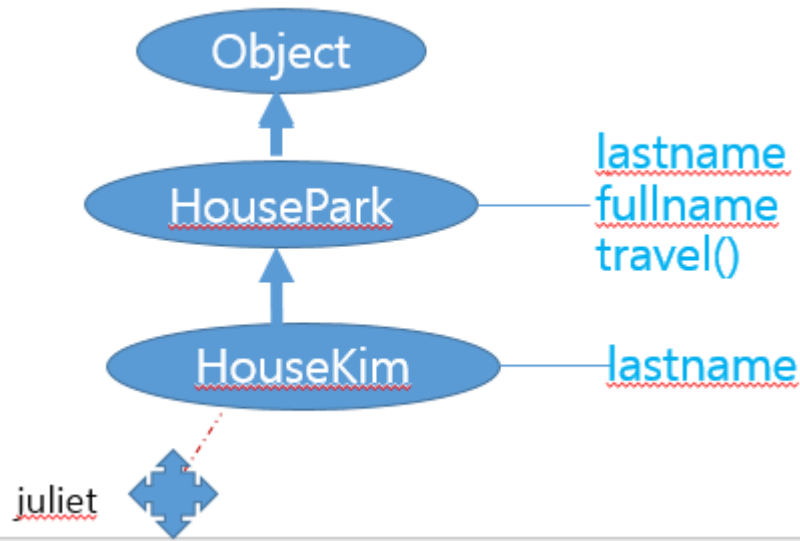 Object
HousePark
lastname
fullname
travel()
HouseKim
lastname
juliet